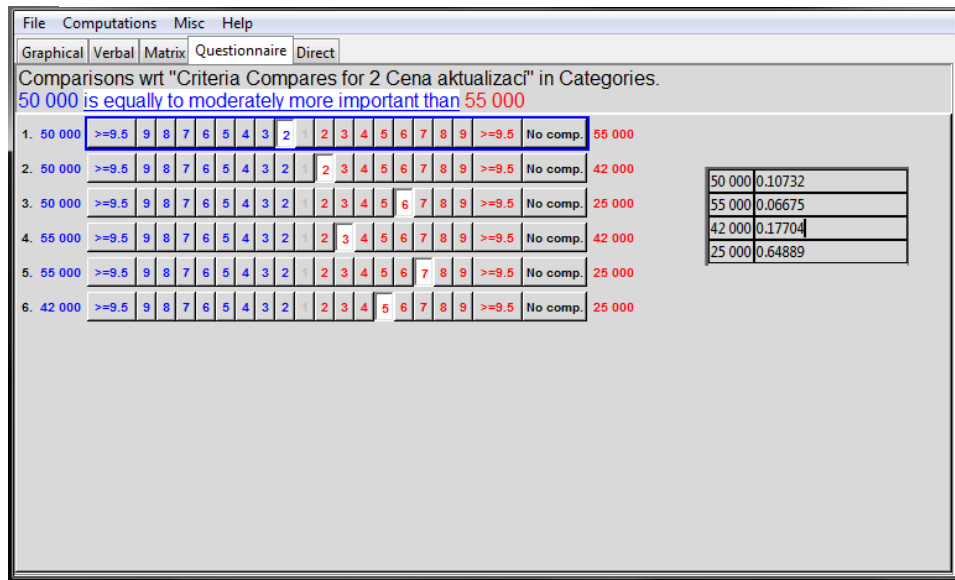 File Computations Misc Help
Graphical Verbal Matrix Questionnaire Direct
Comparisons wrt "Criteria Compares for 2 Cena aktualizací" in Categories.
50 000 is equally to moderately more important than 55 000
1. 50 000 >=9.5 9 8 7 6 5 4 3 2 1 2 3 4 5 6 7 8 9 >=9.5 No comp. 55 000
2. 50 000 >=9.5 9 8 7 6 5 4 3 2 1 2 3 4 5 6 7 8 9 >=9.5 No comp. 42 000
3. 50 000 >=9.5 9 8 7 6 5 4 3 2 1 2 3 4 5 6 7 8 9 >=9.5 No comp. 25 000
4. 55 000 >=9.5 9 8 7 6 5 4 3 2 1 2 3 4 5 6 7 8 9 >=9.5 No comp. 42 000
5. 55 000 >=9.5 9 8 7 6 5 4 3 2 1 2 3 4 5 6 7 8 9 >=9.5 No comp. 25 000
6. 42 000 >=9.5 9 8 7 6 5 4 3 2 1 2 3 4 5 6 7 8 9 >=9.5 No comp. 25 000
50 000 0.10732
55 000 0.06675
42 000 0.17704
25 000 0.64889